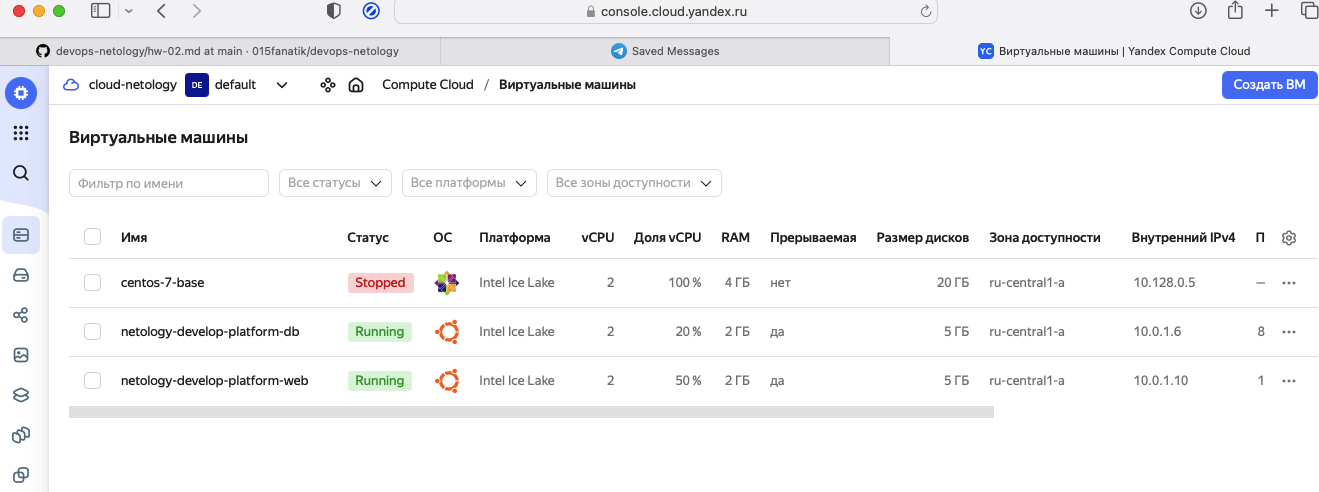 console.cloud.yandex.ru
devops-netology/hw-02.md at main · 015fanatik/devops-netology
Saved Messages
YC Виртуальные машины | Yandex Compute Cloud
cloud-netology DE default Compute Cloud / Виртуальные машины Создать ВМ
Виртуальные машины
Фильтр по имени Все статусы Все платформы Все зоны доступности
Имя Статус ОС Платформа vCPU Доля vCPU RAM Прерываемая Размер дисков Зона доступности Внутренний IPv4 П
centos-7-base Stopped Intel Ice Lake 2 100 % 4 ГБ нет 20 ГБ ru-central1-a 10.128.0.5 —
netology-develop-platform-db Running Intel Ice Lake 2 20 % 2 ГБ да 5 ГБ ru-central1-a 10.0.1.6 8
netology-develop-platform-web Running Intel Ice Lake 2 50 % 2 ГБ да 5 ГБ ru-central1-a 10.0.1.10 1